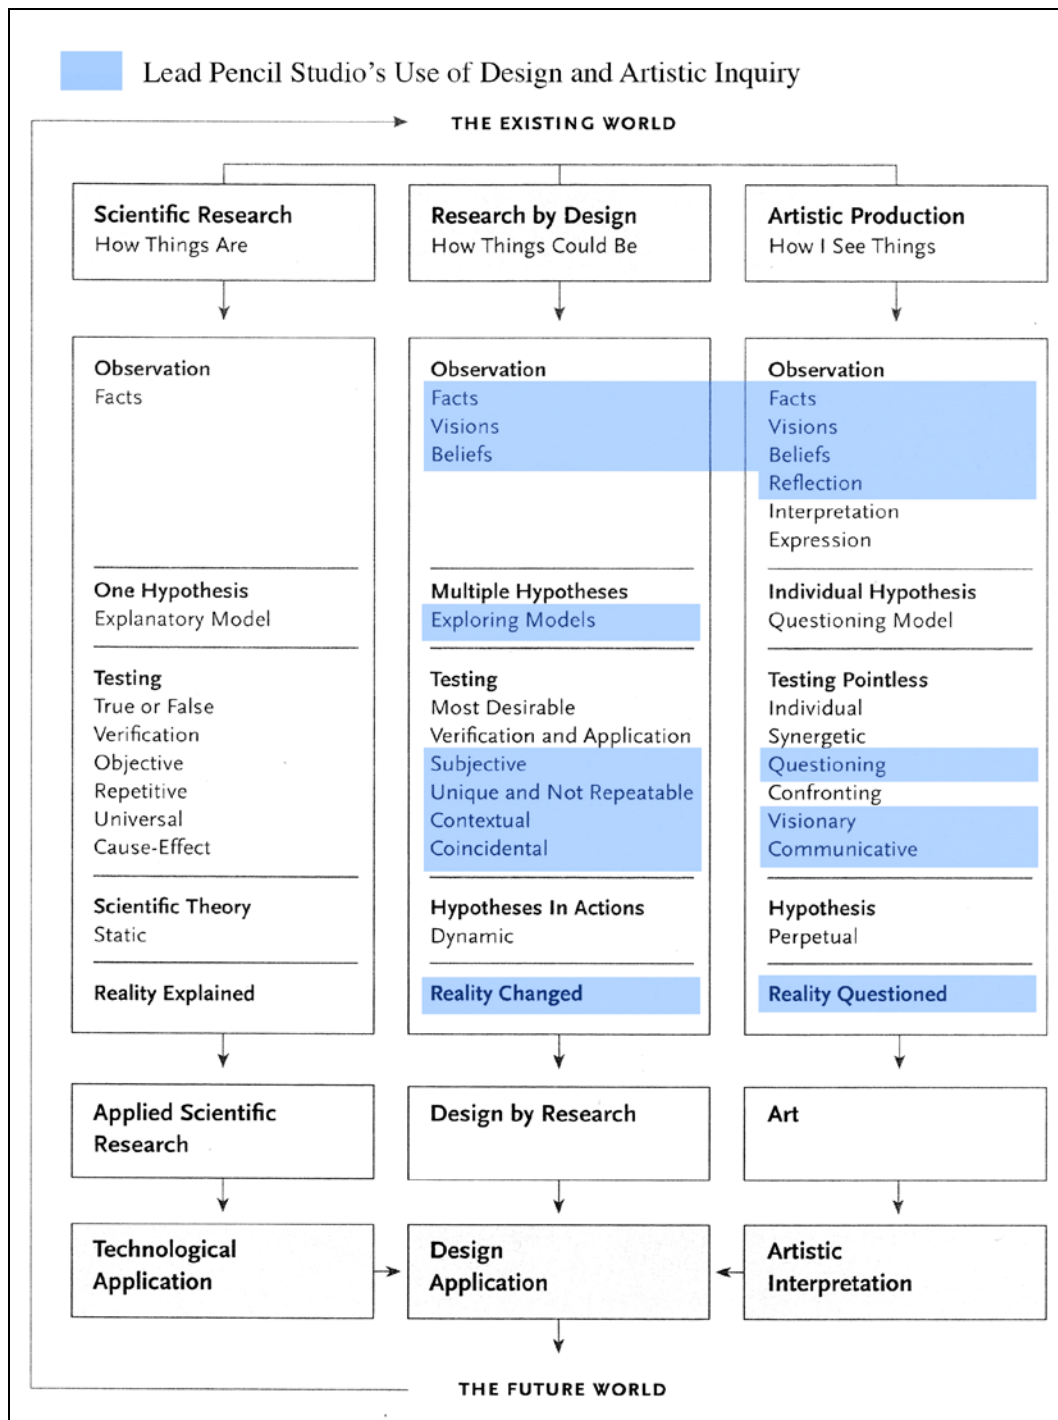 Lead Pencil Studio's Use of Design and Artistic Inquiry
THE EXISTING WORLD
Scientific Research
How Things Are
Research by Design
How Things Could Be
Artistic Production
How I See Things
Observation
Facts
One Hypothesis
Explanatory Model
Testing
True or False
Verification
Objective
Repetitive
Universal
Cause-Effect
Scientific Theory
Static
Reality Explained
Observation
Facts
Visions
Beliefs
Multiple Hypotheses
Exploring Models
Testing
Most Desirable
Verification and Application
Subjective
Unique and Not Repeatable
Contextual
Coincidental
Hypotheses In Actions
Dynamic
Reality Changed
Observation
Facts
Visions
Beliefs
Reflection
Interpretation
Expression
Individual Hypothesis
Questioning Model
Testing Pointless
Individual
Synergetic
Questioning
Confronting
Visionary
Communicative
Hypothesis
Perpetual
Reality Questioned
Applied Scientific
Research
Design by Research
Art
Technological
Application
Design
Application
Artistic
Interpretation
THE FUTURE WORLD